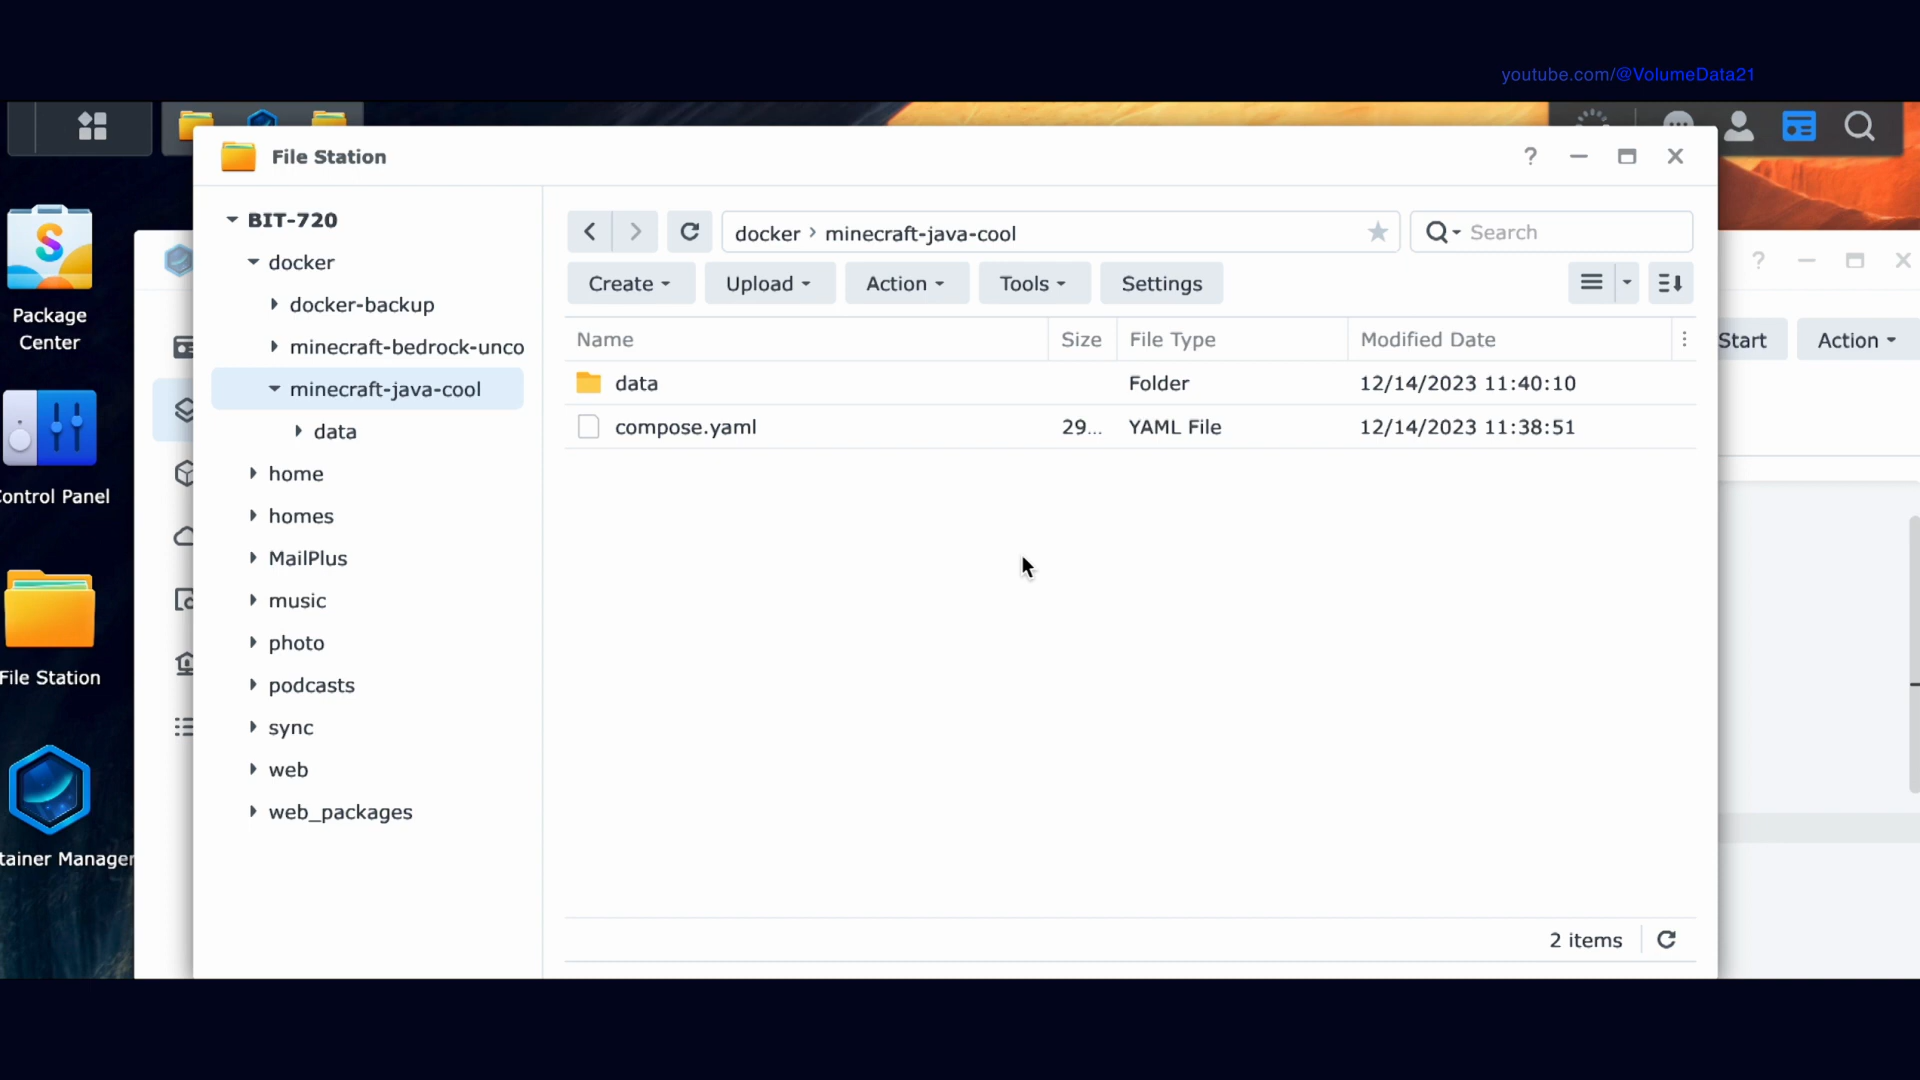 youtube.com/@VolumeData21
File Station
BIT-720
docker
docker-backup
minecraft-bedrock-unco
minecraft-java-cool
data
home
homes
MailPlus
music
photo
podcasts
sync
web
web_packages
docker › minecraft-java-cool
Search
Create
Upload
Action
Tools
Settings
Name
Size
File Type
Modified Date
data
Folder
12/14/2023 11:40:10
compose.yaml
29...
YAML File
12/14/2023 11:38:51
2 items
Package
Center
ontrol Panel
File Station
tainer Manager
Start
Action